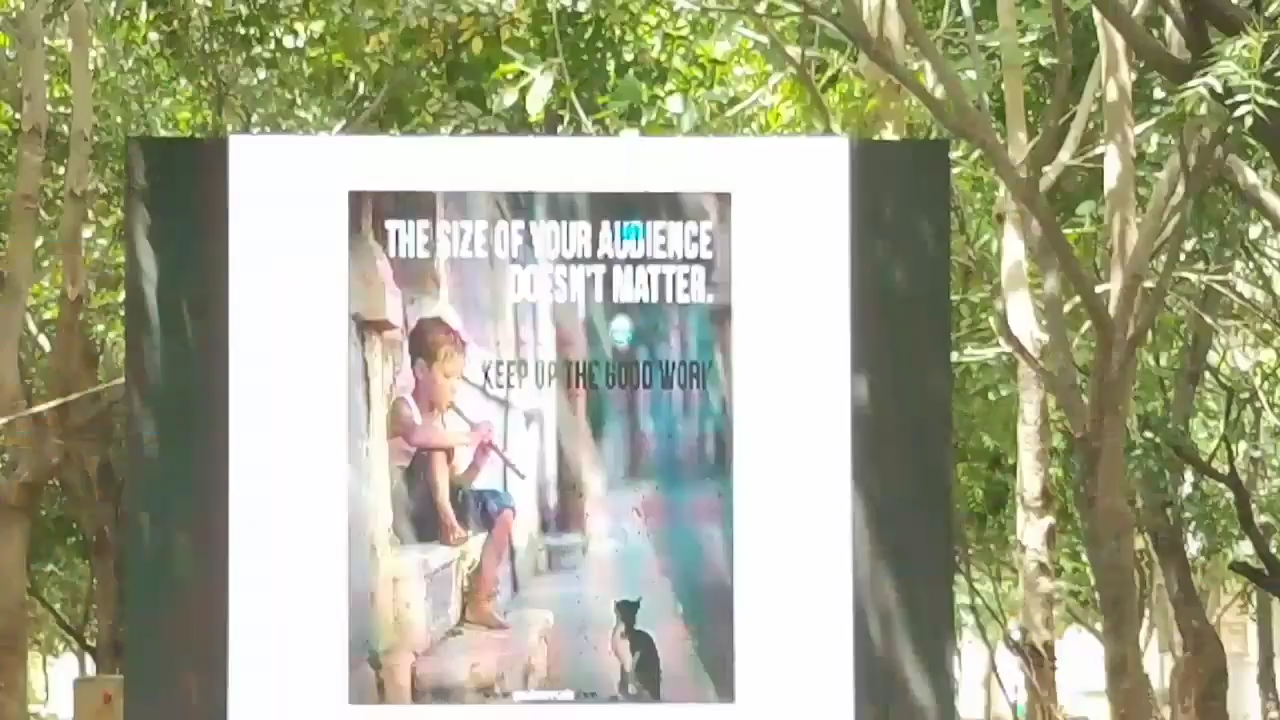 THE SIZE OF YOUR AUDIENCE
DOESN'T MATTER.
KEEP UP THE GOOD WORK